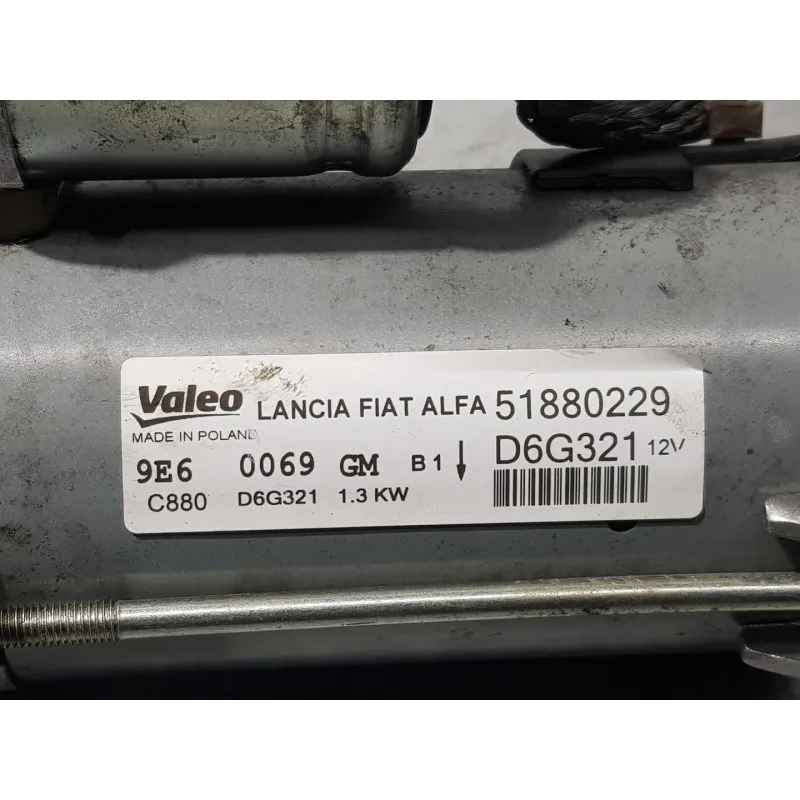 Valeo LANCIA FIAT ALFA 51880229
MADE IN POLAND D6G321 12V
9E6 0069 GM B1 ↓
C880 D6G321 1.3 KW